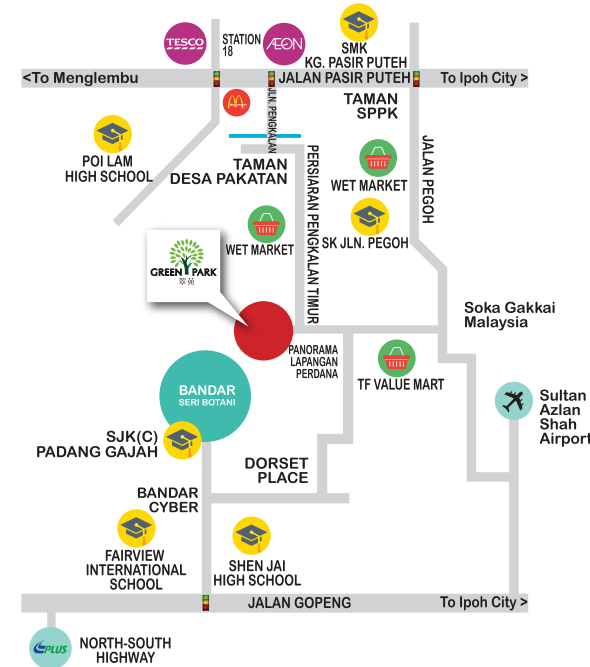 TESCO
STATION
18
ÆON
SMK
KG. PASIR PUTEH
<To Menglembu
JALAN PASIR PUTEH
To Ipoh City >
JLN. PENGKALAN
TAMAN
SPPK
POI LAM
HIGH SCHOOL
TAMAN
DESA PAKATAN
PERSIARAN PENGKALAN TIMUR
WET MARKET
JALAN PEGOH
SK JLN. PEGOH
WET MARKET
GREEN PARK
翠苑
Soka Gakkai
Malaysia
PANORAMA
LAPANGAN
PERDANA
TF VALUE MART
BANDAR
SERI BOTANI
Sultan
Azlan
Shah
Airport
SJK(C)
PADANG GAJAH
DORSET
PLACE
BANDAR
CYBER
FAIRVIEW
INTERNATIONAL
SCHOOL
SHEN JAI
HIGH SCHOOL
JALAN GOPENG
To Ipoh City >
PLUS
NORTH-SOUTH
HIGHWAY